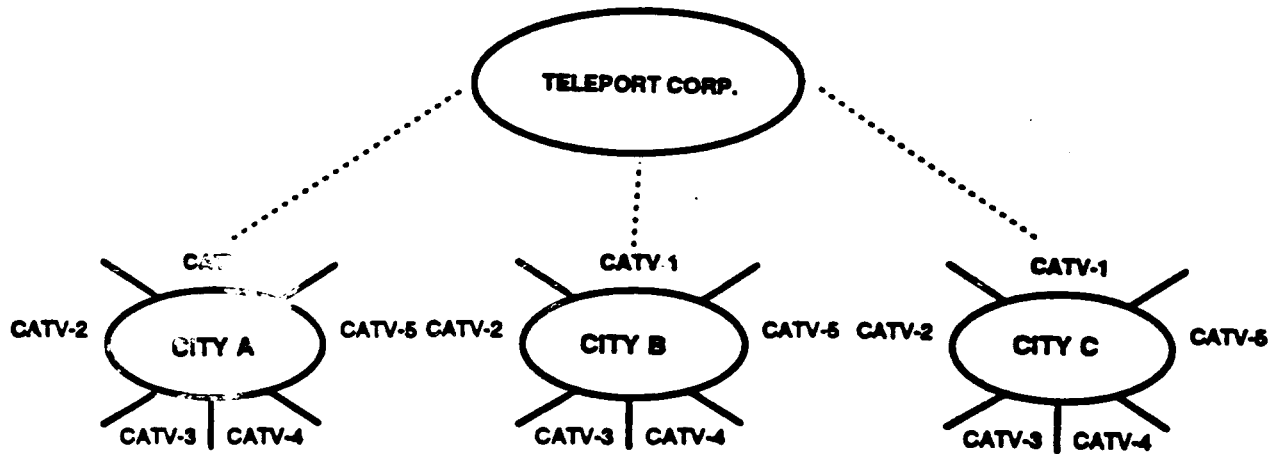 TELEPORT CORP.
CATV-1
CATV-1
CATV-2
CITY A
CATV-5
CATV-2
CITY B
CATV-5
CATV-2
CITY C
CATV-5
CATV-3
CATV-4
CATV-3
CATV-4
CATV-3
CATV-4